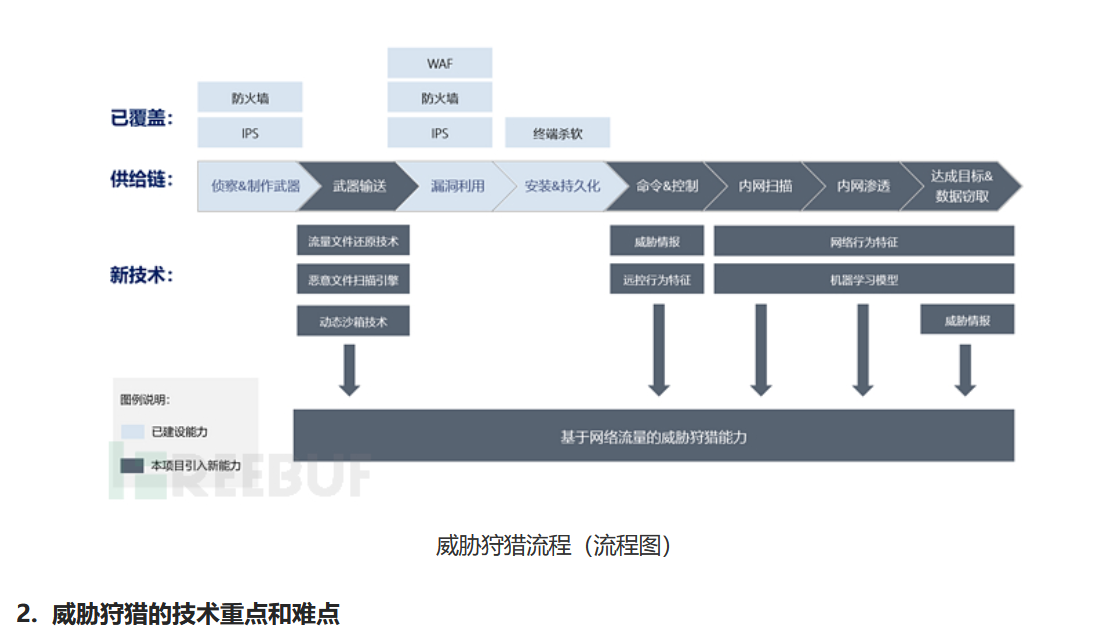 WAF
防火墙
防火墙
已覆盖：
IPS
IPS
终端杀软
供给链：
侦察&制作武器
武器输送
漏洞利用
安装&持久化
命令&控制
内网扫描
内网渗透
达成目标&
数据窃取
流量文件还原技术
威胁情报
网络行为特征
新技术：
恶意文件扫描引擎
远控行为特征
机器学习模型
动态沙箱技术
威胁情报
图例说明：
已建设能力
本项目引入新能力
基于网络流量的威胁狩猎能力
FREEBUF
威胁狩猎流程（流程图）
2. 威胁狩猎的技术重点和难点